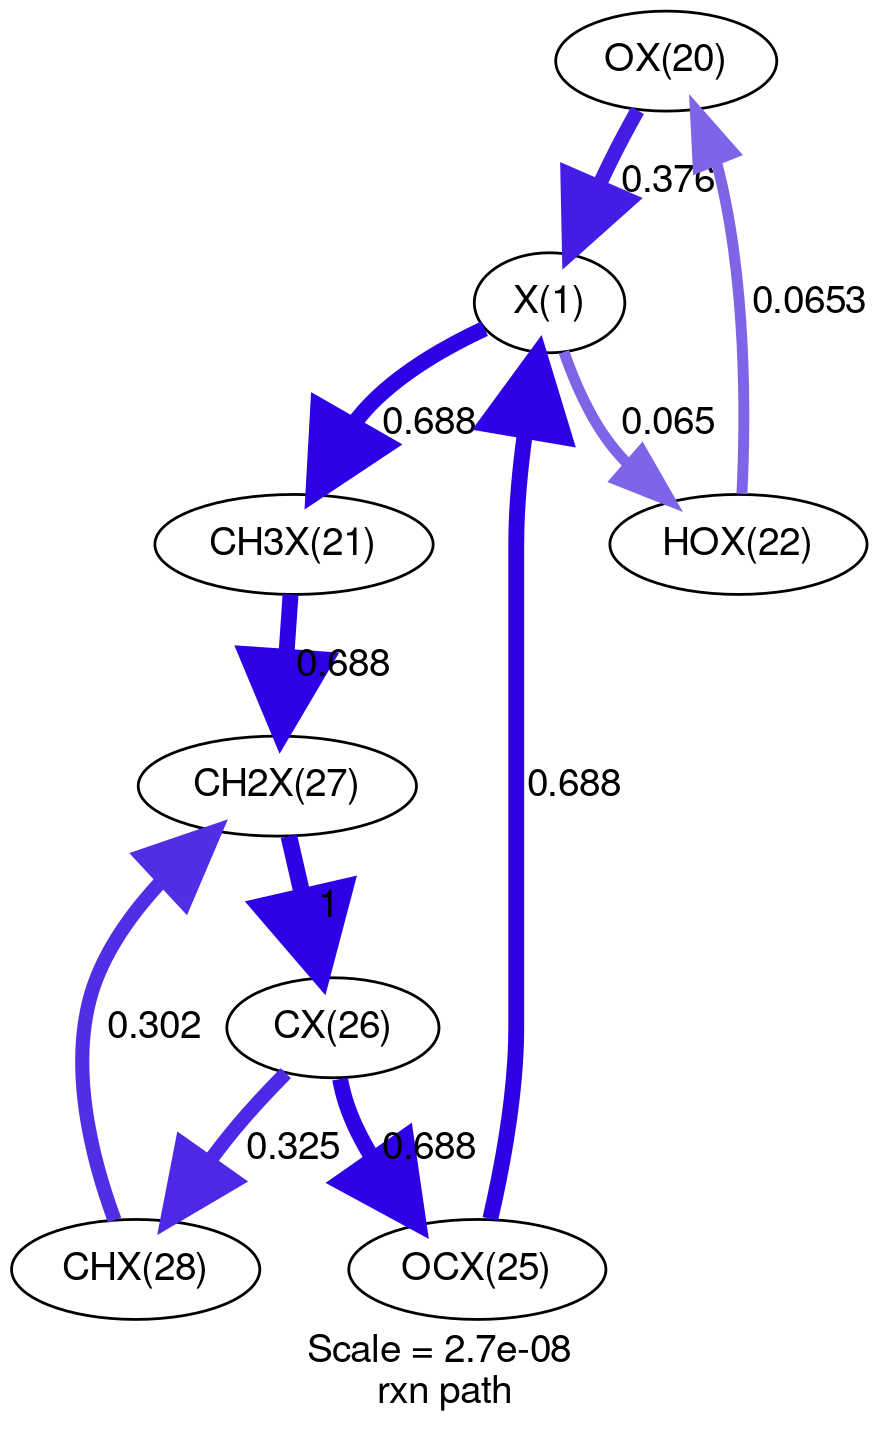 OX(20)
0.376
X(1)
0.0653
0.688
0.065
CH3X(21)
HOX(22)
0.688
CH2X(27)
0.688
1
CX(26)
0.302
0.325
0.688
CHX(28)
OCX(25)
Scale = 2.7e-08
rxn path